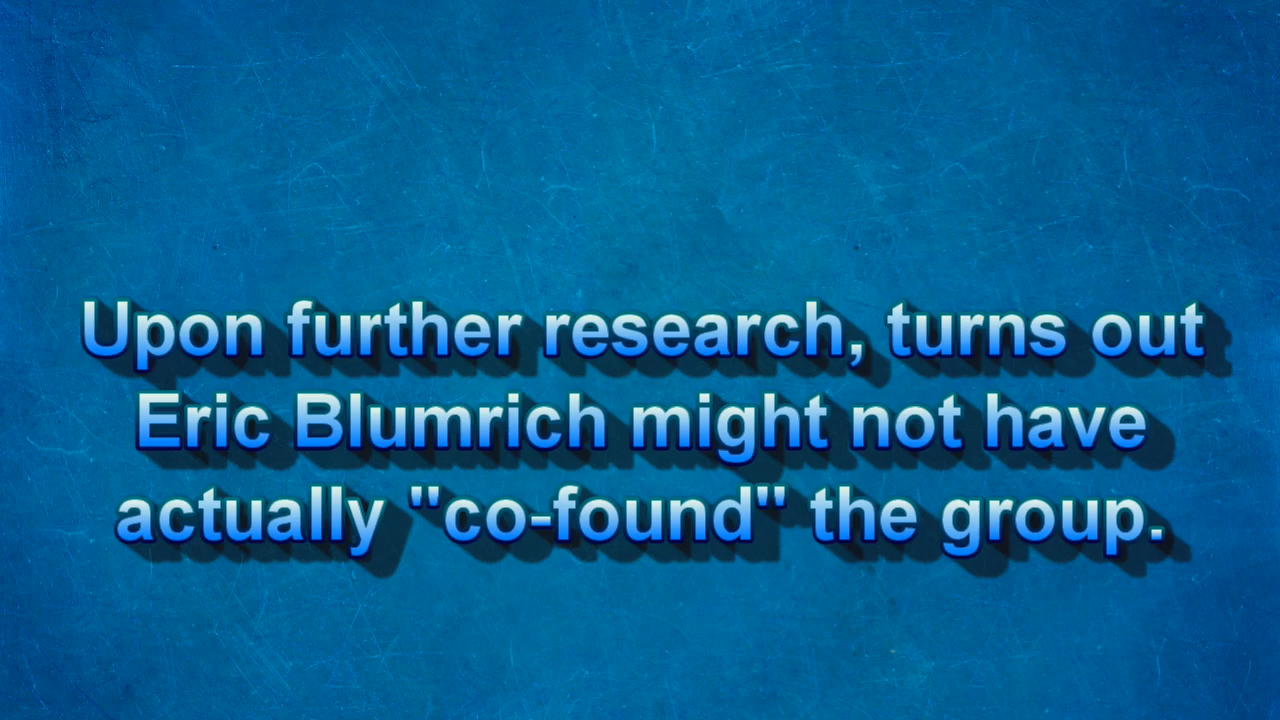 Upon further research, turns out
Eric Blumrich might not have
actually "co-found" the group.